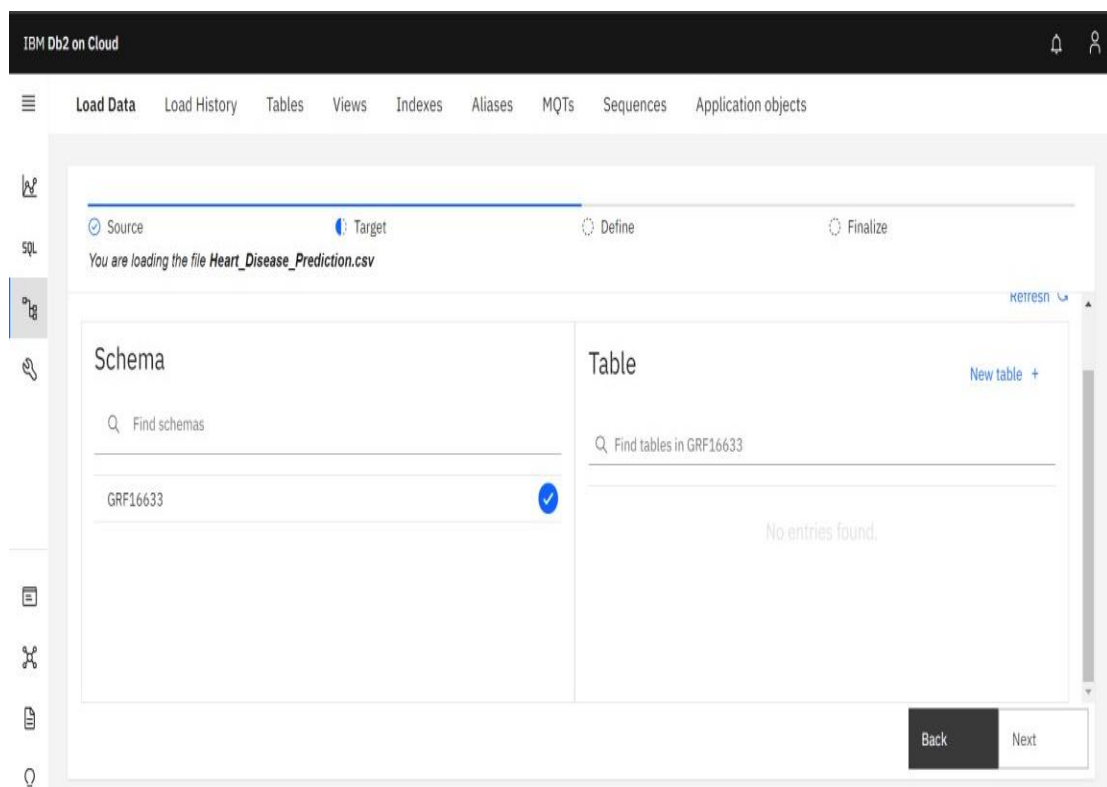 IBM Db2 on Cloud
Load Data Load History Tables Views Indexes Aliases MQTs Sequences Application objects
Source Target Define Finalize
You are loading the file Heart_Disease_Prediction.csv
SQL
Refresh
Schema
Table
New table +
Find schemas
Find tables in GRF16633
GRF16633
No entries found.
Back Next